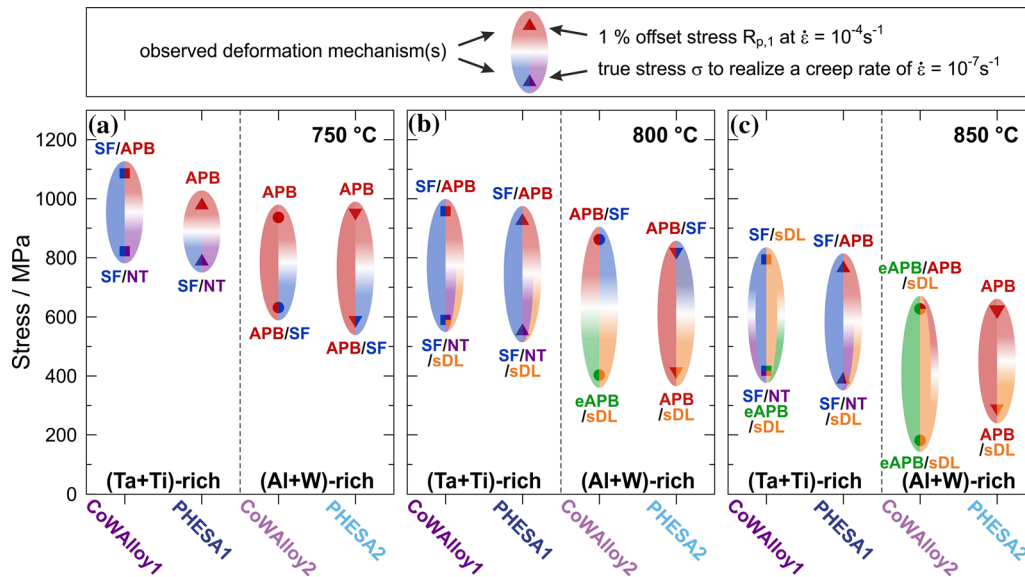 observed deformation mechanism(s)
1 % offset stress Rp,1 at ε̇ = 10⁻⁴s⁻¹
true stress σ to realize a creep rate of ε̇ = 10⁻⁷s⁻¹
Stress / MPa
1200
1000
800
600
400
200
0
(a)
750 °C
SF/APB
SF/NT
APB
SF/NT
APB
APB/SF
APB
APB/SF
(Ta+Ti)-rich
(Al+W)-rich
CoWAlloy1
PHESA1
CoWAlloy2
PHESA2
(b)
800 °C
SF/APB
SF/NT
/sDL
SF/APB
SF/NT
/sDL
APB/SF
eAPB
/sDL
APB/SF
APB
/sDL
(Ta+Ti)-rich
(Al+W)-rich
CoWAlloy1
PHESA1
CoWAlloy2
PHESA2
(c)
850 °C
SF/sDL
SF/NT
eAPB
/sDL
SF/APB
SF/NT
/sDL
eAPB/APB
/sDL
eAPB/sDL
APB
APB
/sDL
(Ta+Ti)-rich
(Al+W)-rich
CoWAlloy1
PHESA1
CoWAlloy2
PHESA2